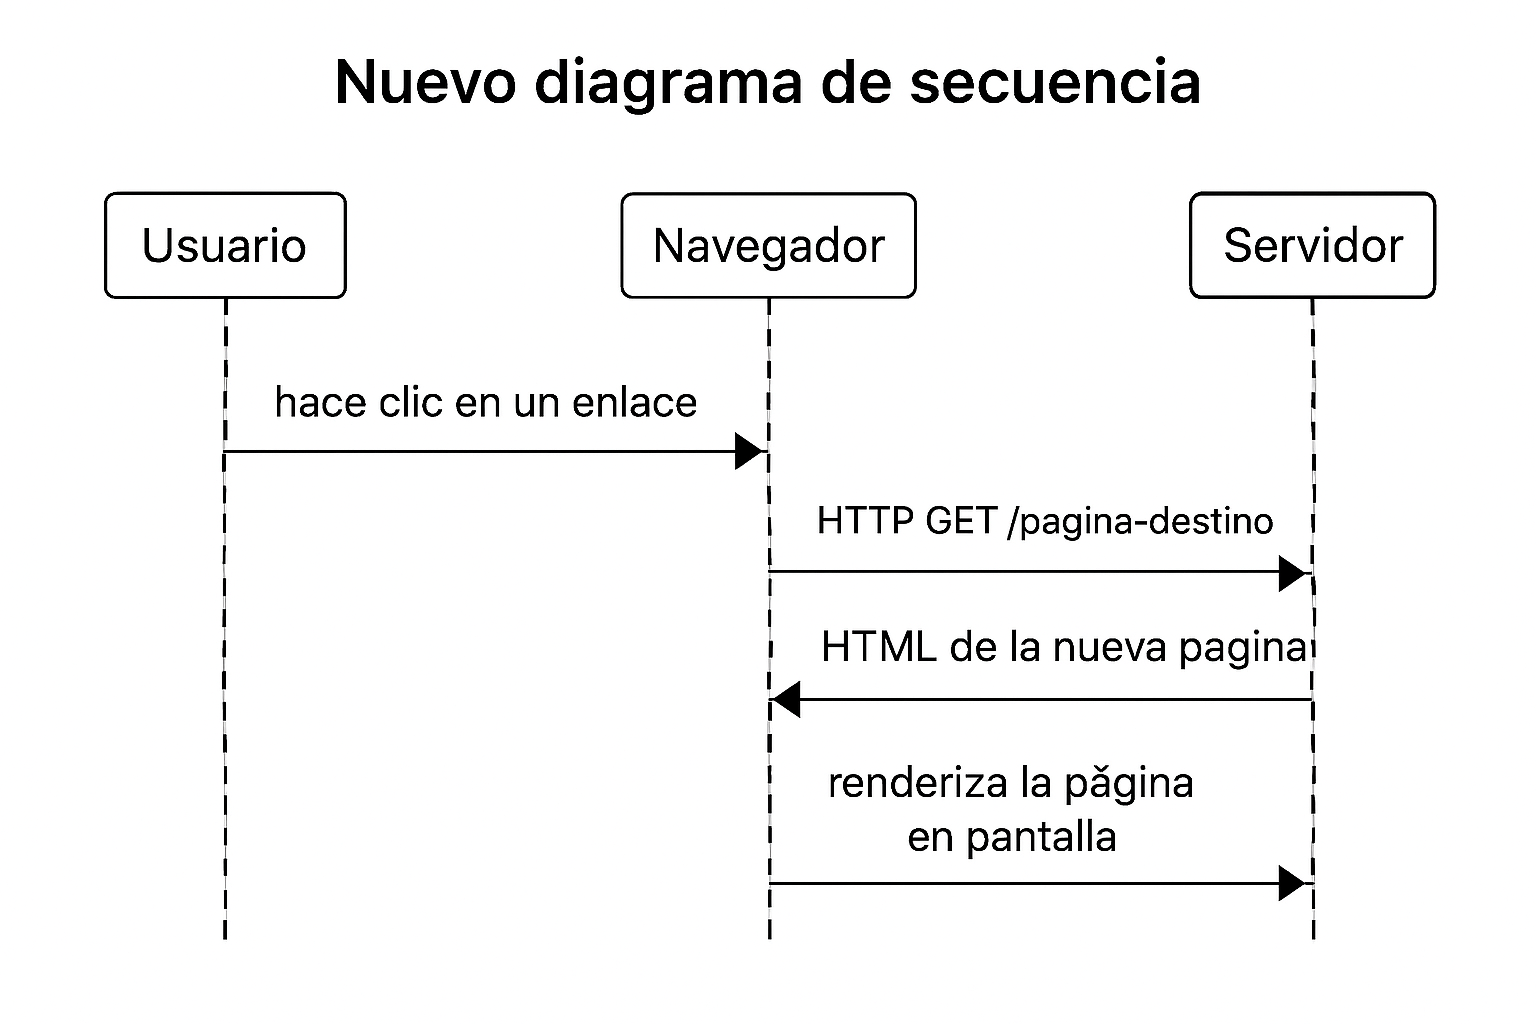 Nuevo diagrama de secuencia
Usuario
Navegador
Servidor
hace clic en un enlace
HTTP GET /pagina-destino
HTML de la nueva pagina
renderiza la pǎgina
en pantalla